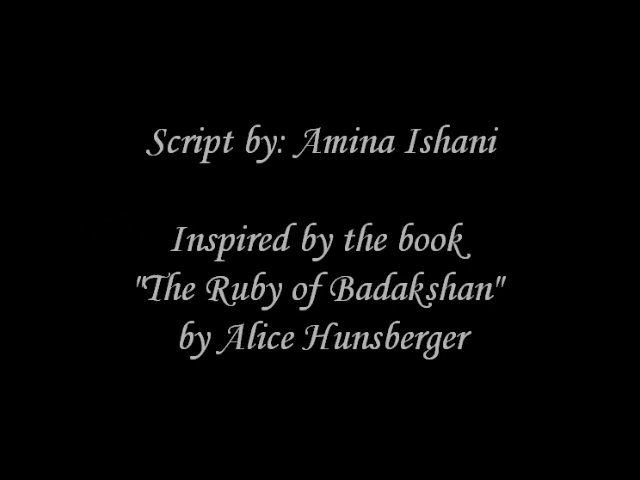 Script by: Amina Ishani
Inspired by the book
"The Ruby of Badakshan"
by Alice Hunsberger